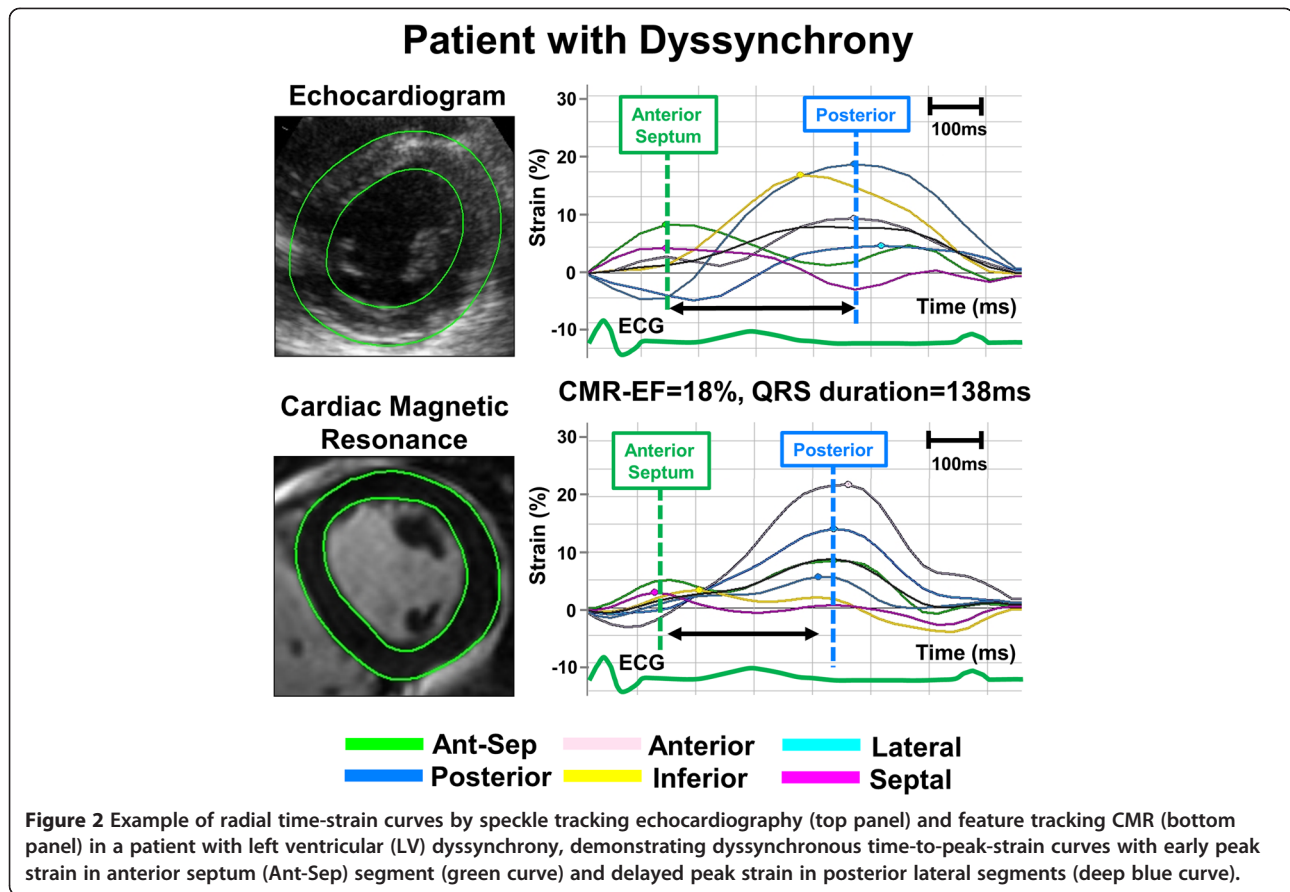 Patient with Dyssynchrony
Echocardiogram
30
20
10
0
-10
Strain (%)
Anterior
Septum
Posterior
100ms
Time (ms)
ECG
CMR-EF=18%, QRS duration=138ms
Cardiac Magnetic
Resonance
30
20
10
0
-10
Strain (%)
Anterior
Septum
Posterior
100ms
Time (ms)
ECG
Ant-Sep Anterior Lateral
Posterior Inferior Septal
Figure 2 Example of radial time-strain curves by speckle tracking echocardiography (top panel) and feature tracking CMR (bottom
panel) in a patient with left ventricular (LV) dyssynchrony, demonstrating dyssynchronous time-to-peak-strain curves with early peak
strain in anterior septum (Ant-Sep) segment (green curve) and delayed peak strain in posterior lateral segments (deep blue curve).